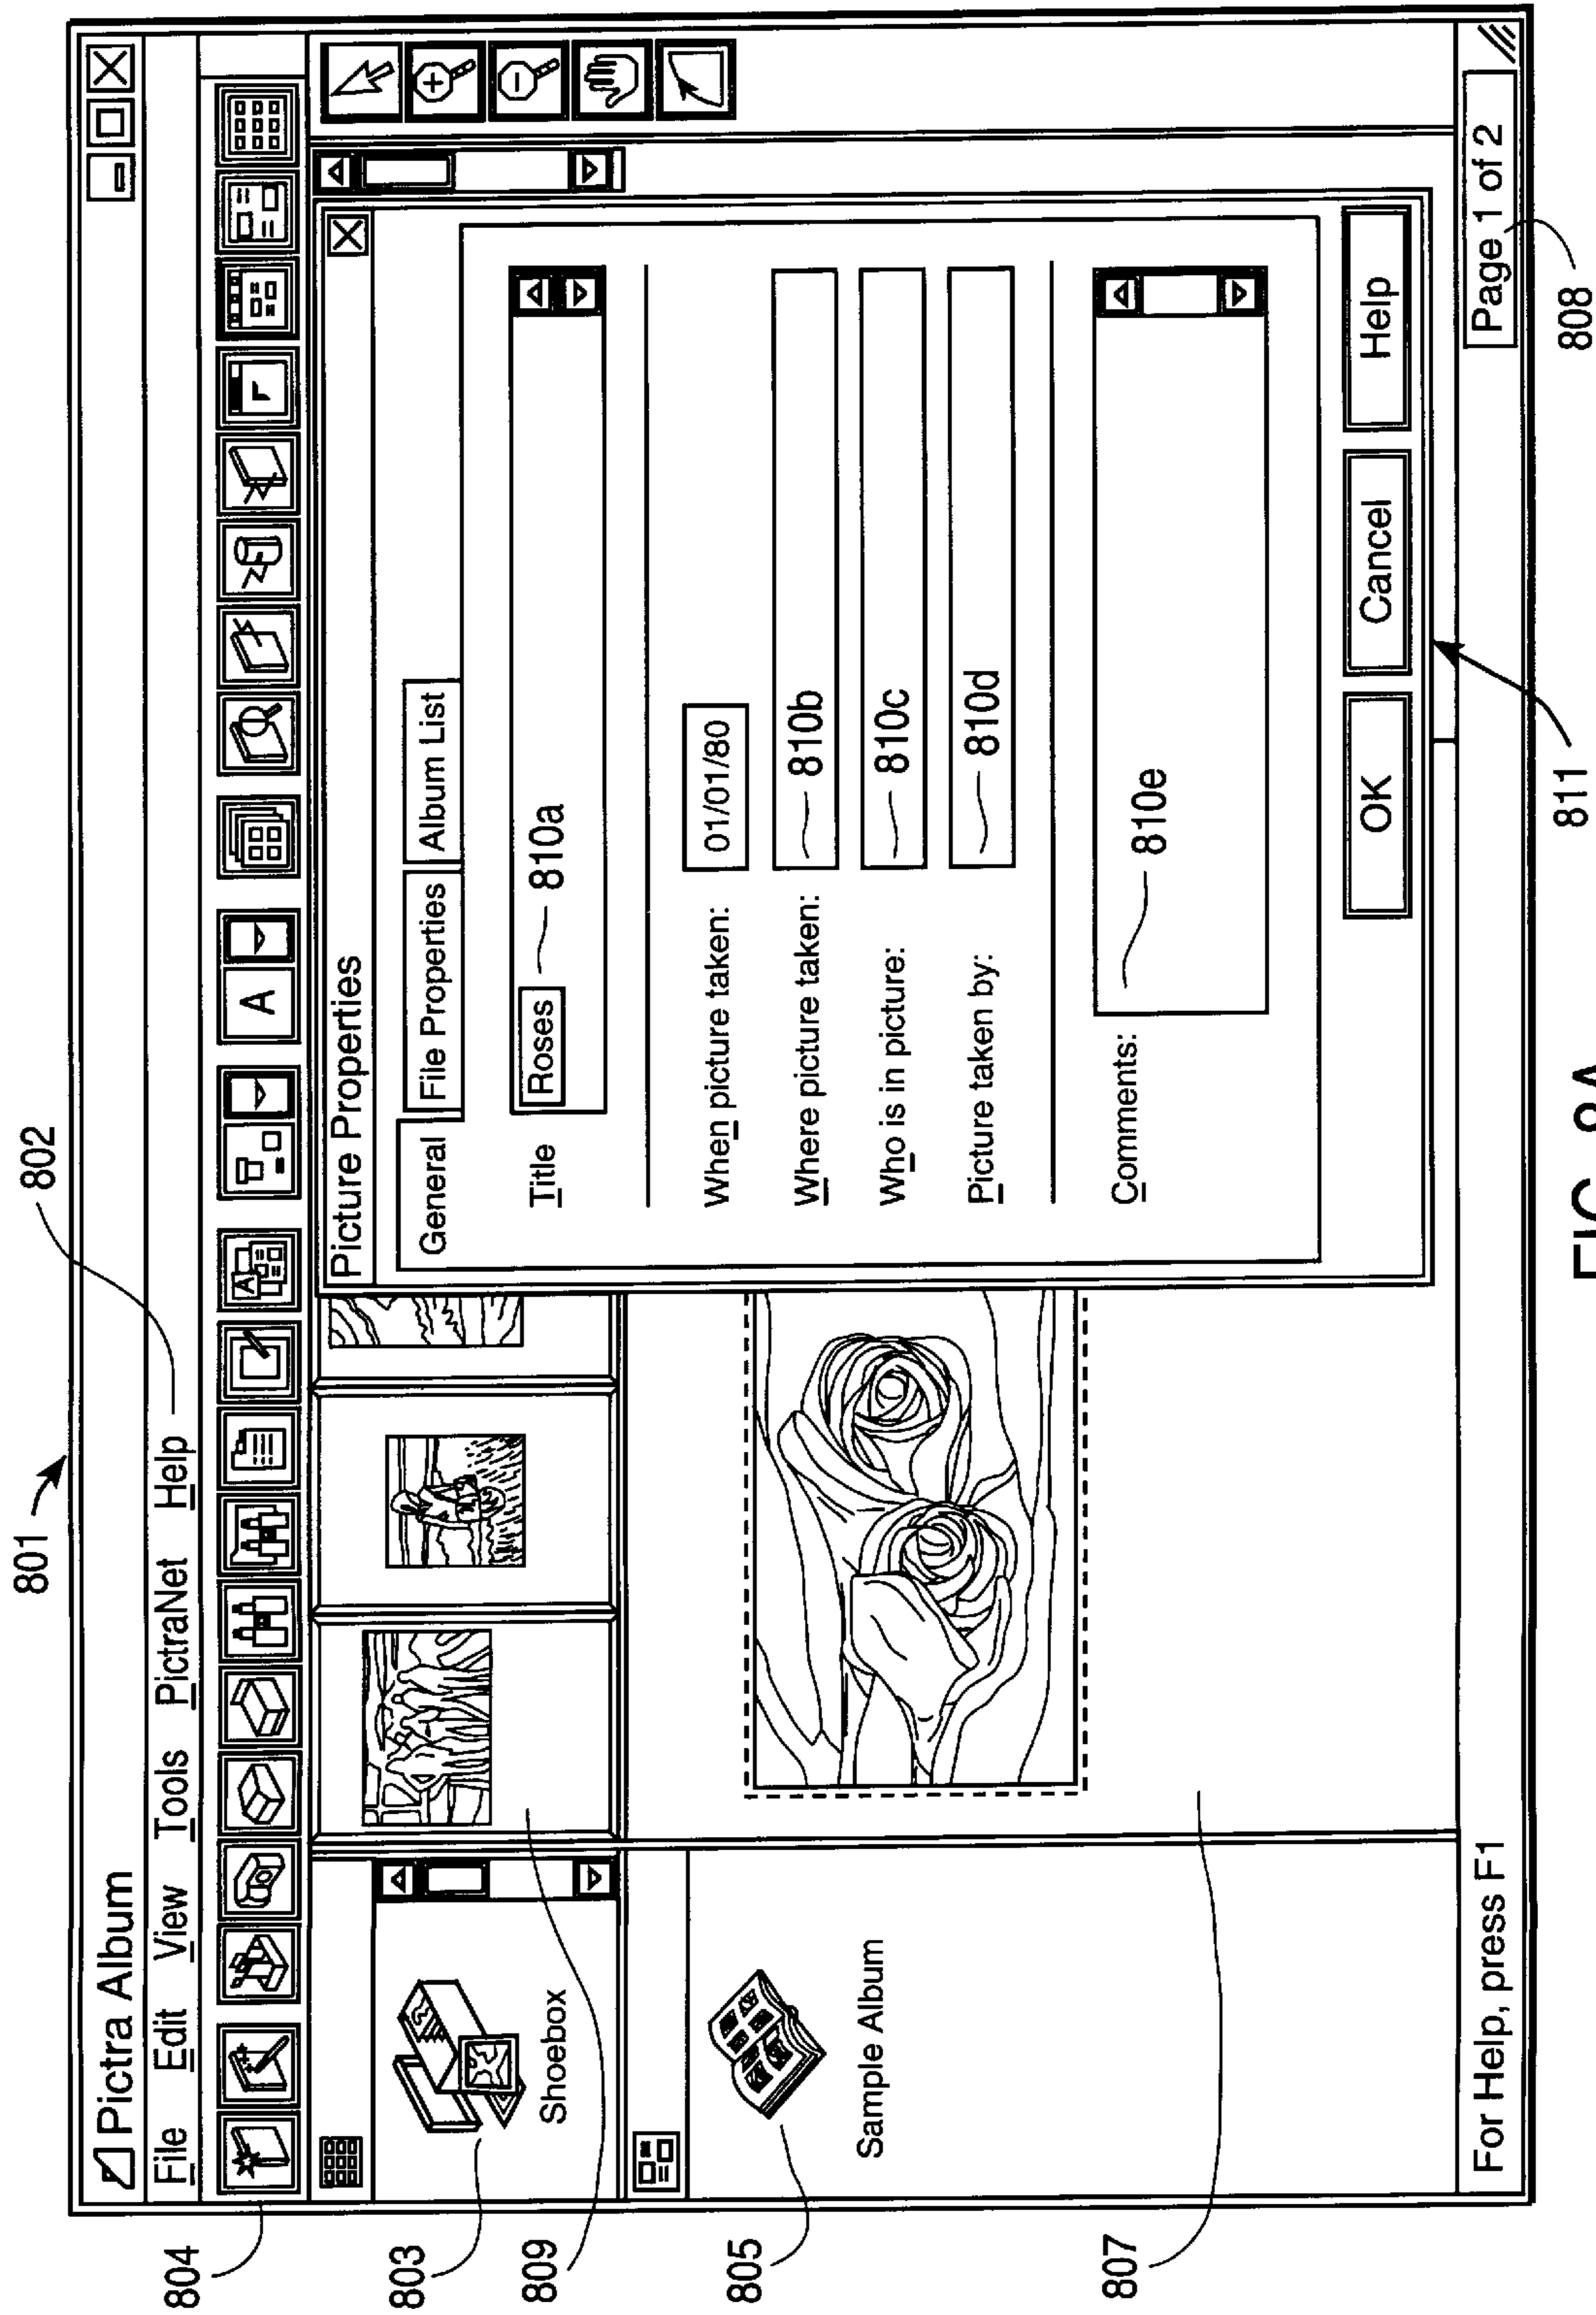 801
802
Pictra Album
File Edit View Tools PictraNet Help
804
A
A
803
Shoebox
809
Picture Properties
General File Properties Album List
Title Roses 810a
When picture taken: 01/01/80
Where picture taken: 810b
Who is in picture: 810c
Picture taken by: 810d
Comments: 810e
OK Cancel Help
805
Sample Album
807
For Help, press F1
Page 1 of 2
811
808